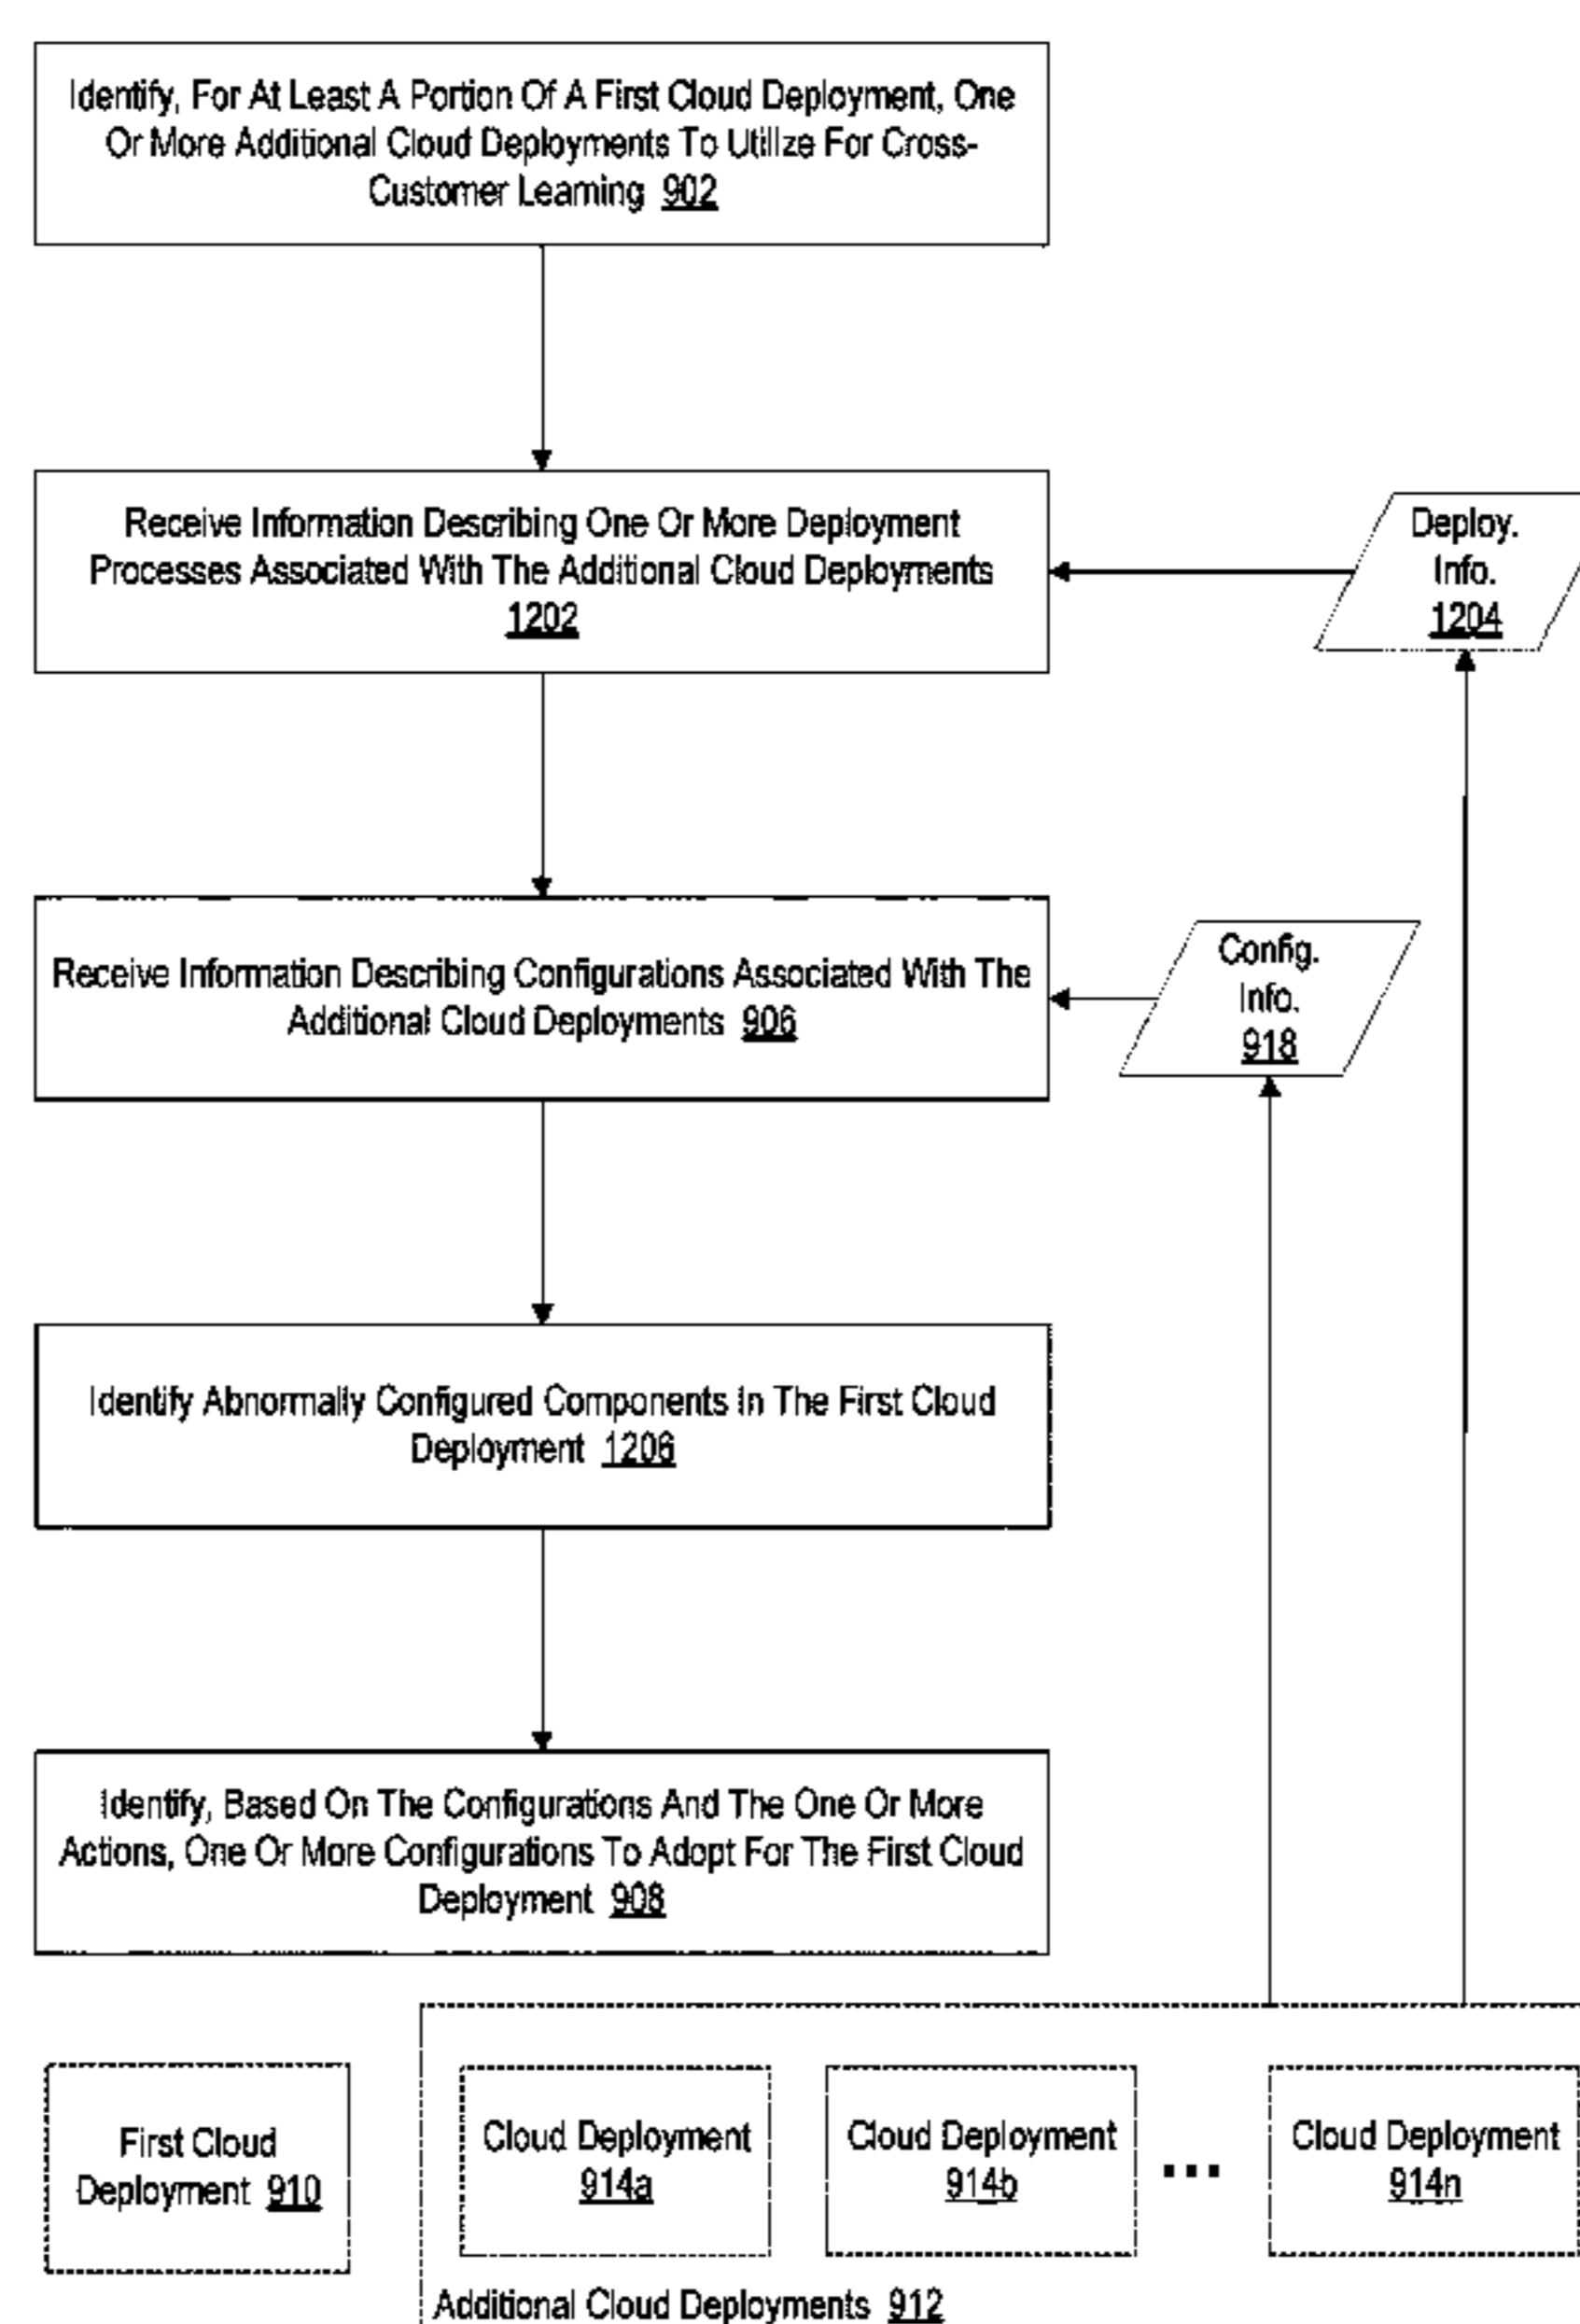 Identify, For At Least A Portion Of A First Cloud Deployment, One
Or More Additional Cloud Deployments To Utilize For Cross-
Customer Learning 902
Receive Information Describing One Or More Deployment
Processes Associated With The Additional Cloud Deployments
1202
Deploy.
Info.
1204
Receive Information Describing Configurations Associated With The
Additional Cloud Deployments 906
Config.
Info.
918
Identify Abnormally Configured Components In The First Cloud
Deployment 1206
Identify, Based On The Configurations And The One Or More
Actions, One Or More Configurations To Adopt For The First Cloud
Deployment 908
First Cloud
Deployment 910
Cloud Deployment
914a
Cloud Deployment
914b
...
Cloud Deployment
914n
Additional Cloud Deployments 912